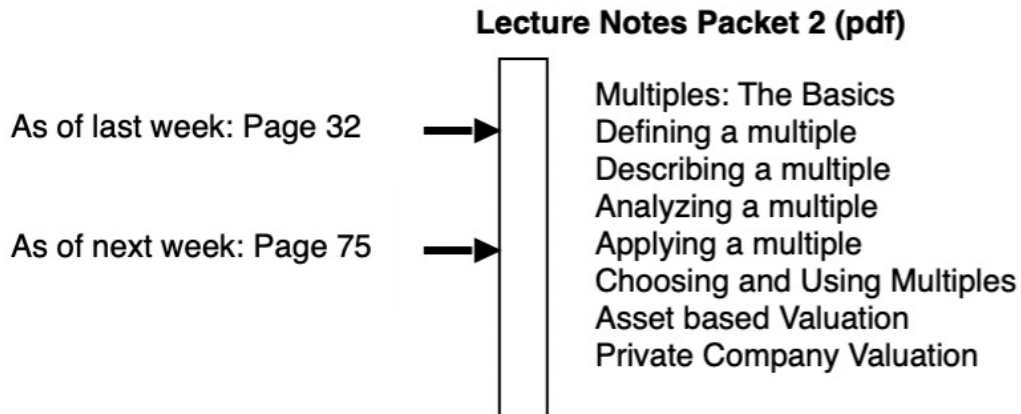 Lecture Notes Packet 2 (pdf)
As of last week: Page 32
As of next week: Page 75
Multiples: The Basics
Defining a multiple
Describing a multiple
Analyzing a multiple
Applying a multiple
Choosing and Using Multiples
Asset based Valuation
Private Company Valuation